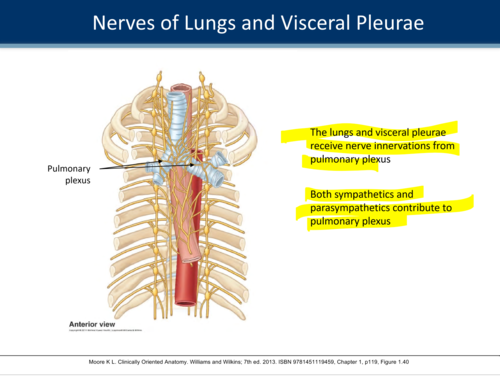 Nerves of Lungs and Visceral Pleurae
The lungs and visceral pleurae
receive nerve innervations from
pulmonary plexus
Pulmonary
plexus
Both sympathetics and
parasympathetics contribute to
pulmonary plexus
Anterior view
Moore K L. Clinically Oriented Anatomy. Williams and Wilkins; 7th ed. 2013. ISBN 9781451119459, Chapter 1, p119, Figure 1.40